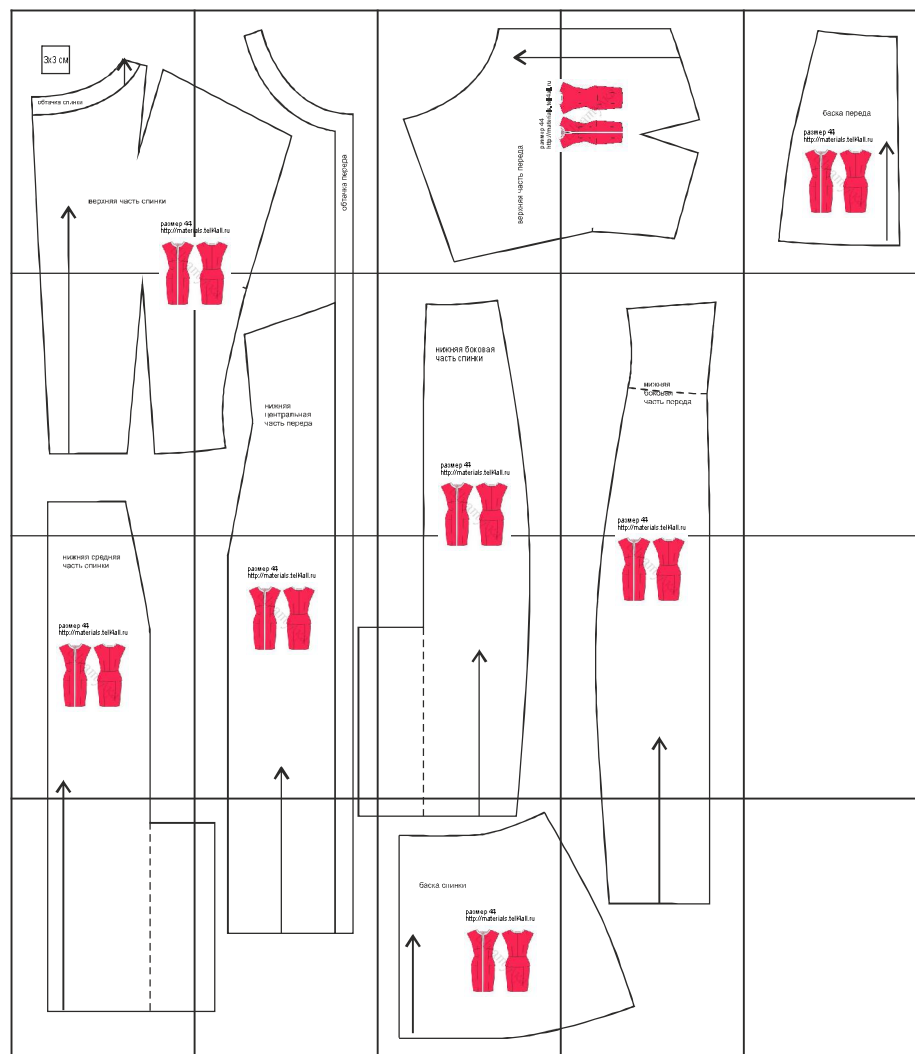 3x3 см
обтачка спинки
верхняя часть спинки
размер 44
http://materials.tell4all.ru
обтачка перера
размер 44
http://materials.tell4all.ru
верхняя часть переда
баска переда
размер 44
http://materials.tell4all.ru
нижняя
центральная
часть перера
размер 44
http://materials.tell4all.ru
нижняя боковая
часть спинки
размер 44
http://materials.tell4all.ru
нижняя
боковая
часть переда
размер 44
http://materials.tell4all.ru
нижняя средняя
часть спинки
размер 44
http://materials.tell4all.ru
баска спинки
размер 44
http://materials.tell4all.ru